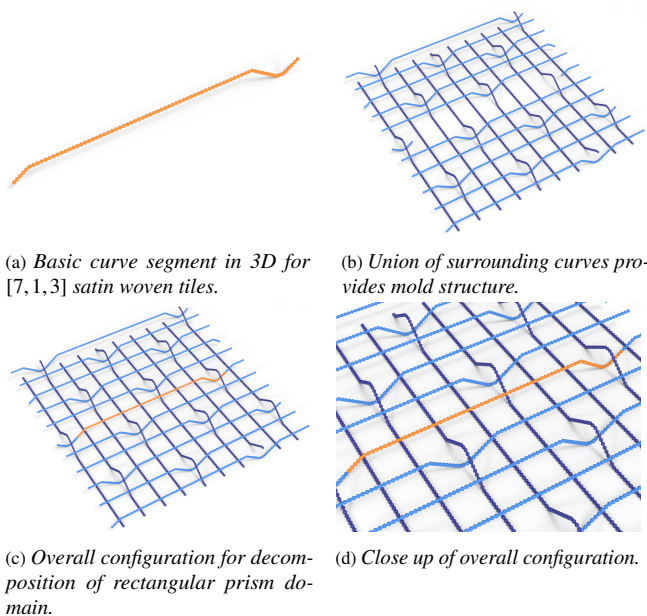 (a) Basic curve segment in 3D for
[7, 1, 3] satin woven tiles.
(b) Union of surrounding curves pro-
vides mold structure.
(c) Overall configuration for decom-
position of rectangular prism do-
main.
(d) Close up of overall configuration.